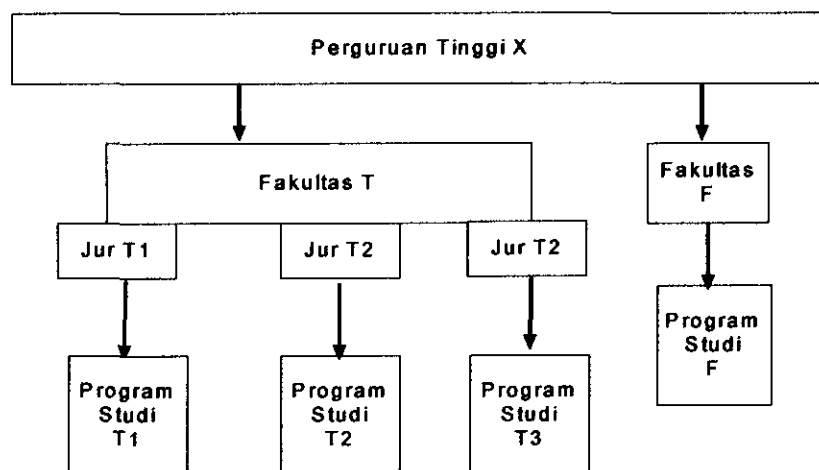 Perguruan Tinggi X
Fakultas T
Fakultas
F
Jur T1
Jur T2
Jur T2
Program
Studi
F
Program
Studi
T1
Program
Studi
T2
Program
Studi
T3